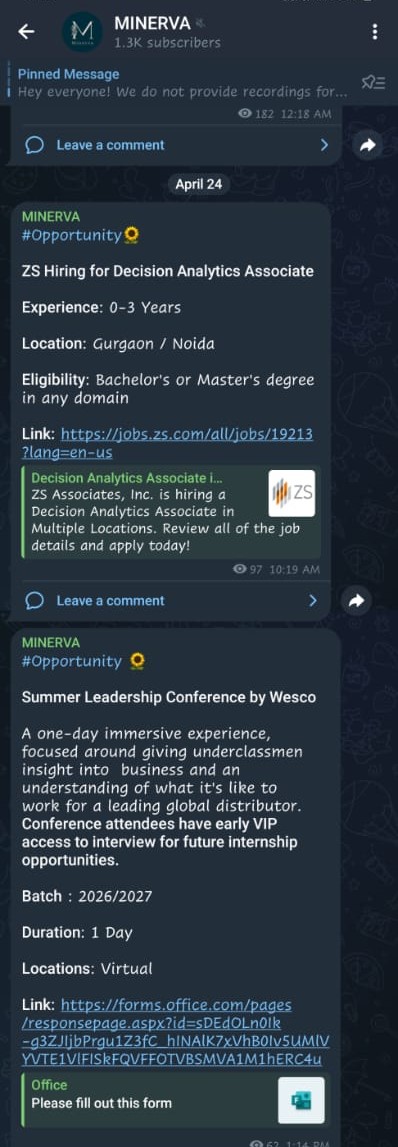 MINERVA
1.3K subscribers
Pinned Message
Hey everyone! We do not provide recordings for...
182 12:18 AM
Leave a comment
April 24
MINERVA
#Opportunity🌻
ZS Hiring for Decision Analytics Associate
Experience: 0-3 Years
Location: Gurgaon / Noida
Eligibility: Bachelor's or Master's degree
in any domain
Link: https://jobs.zs.com/all/jobs/19213
?lang=en-us
Decision Analytics Associate i...
ZS Associates, Inc. is hiring a
Decision Analytics Associate in
Multiple Locations. Review all of the job
details and apply today!
ZS
97 10:19 AM
Leave a comment
MINERVA
#Opportunity 🌻
Summer Leadership Conference by Wesco
A one-day immersive experience,
focused around giving underclassmen
insight into business and an
understanding of what it's like to
work for a leading global distributor.
Conference attendees have early VIP
access to interview for future internship
opportunities.
Batch : 2026/2027
Duration: 1 Day
Locations: Virtual
Link: https://forms.office.com/pages
/responsepage.aspx?id=sDEdOLn0Ik
-g3ZJIjbPrgu1Z3fC_hINAlK7xVhB0Iv5UMlV
YVTE1VlFISkFQVFFOTVBSMVA1M1hERC4u
Office
Please fill out this form
62 1:14 PM